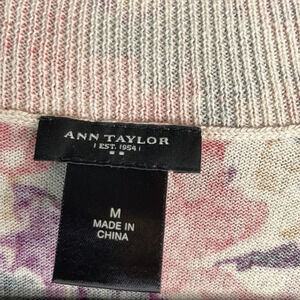 ANN TAYLOR
| EST. 1954 |
M
MADE IN
CHINA